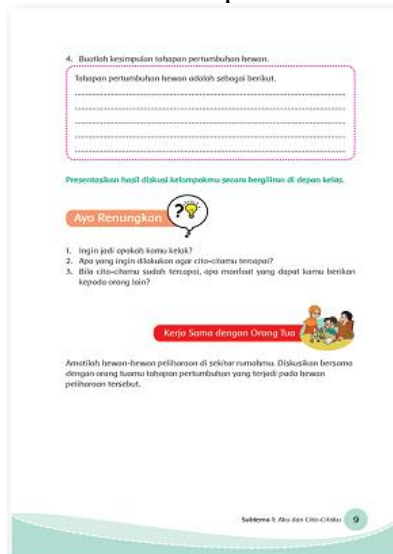 4. Buatlah kesimpulan tahapan pertumbuhan hewan.
Tahapan pertumbuhan hewan adalah sebagai berikut.
Presentasikan hasil diskusi kelompokmu secara bergiliran di depan kelas.
Ayo Renungkan
1. Ingin jadi apakah kamu kelak?
2. Apa yang ingin dilakukan agar cita-citamu tercapai?
3. Bila cita-citamu sudah tercapai, apa manfaat yang dapat kamu berikan
kepada orang lain?
Kerja Sama dengan Orang Tua
Amatilah hewan-hewan peliharaan di sekitar rumahmu. Diskusikan bersama
dengan orang tuamu tahapan pertumbuhan yang terjadi pada hewan
peliharaan tersebut.
Subtema 1: Aku dan Cita-Citaku 9